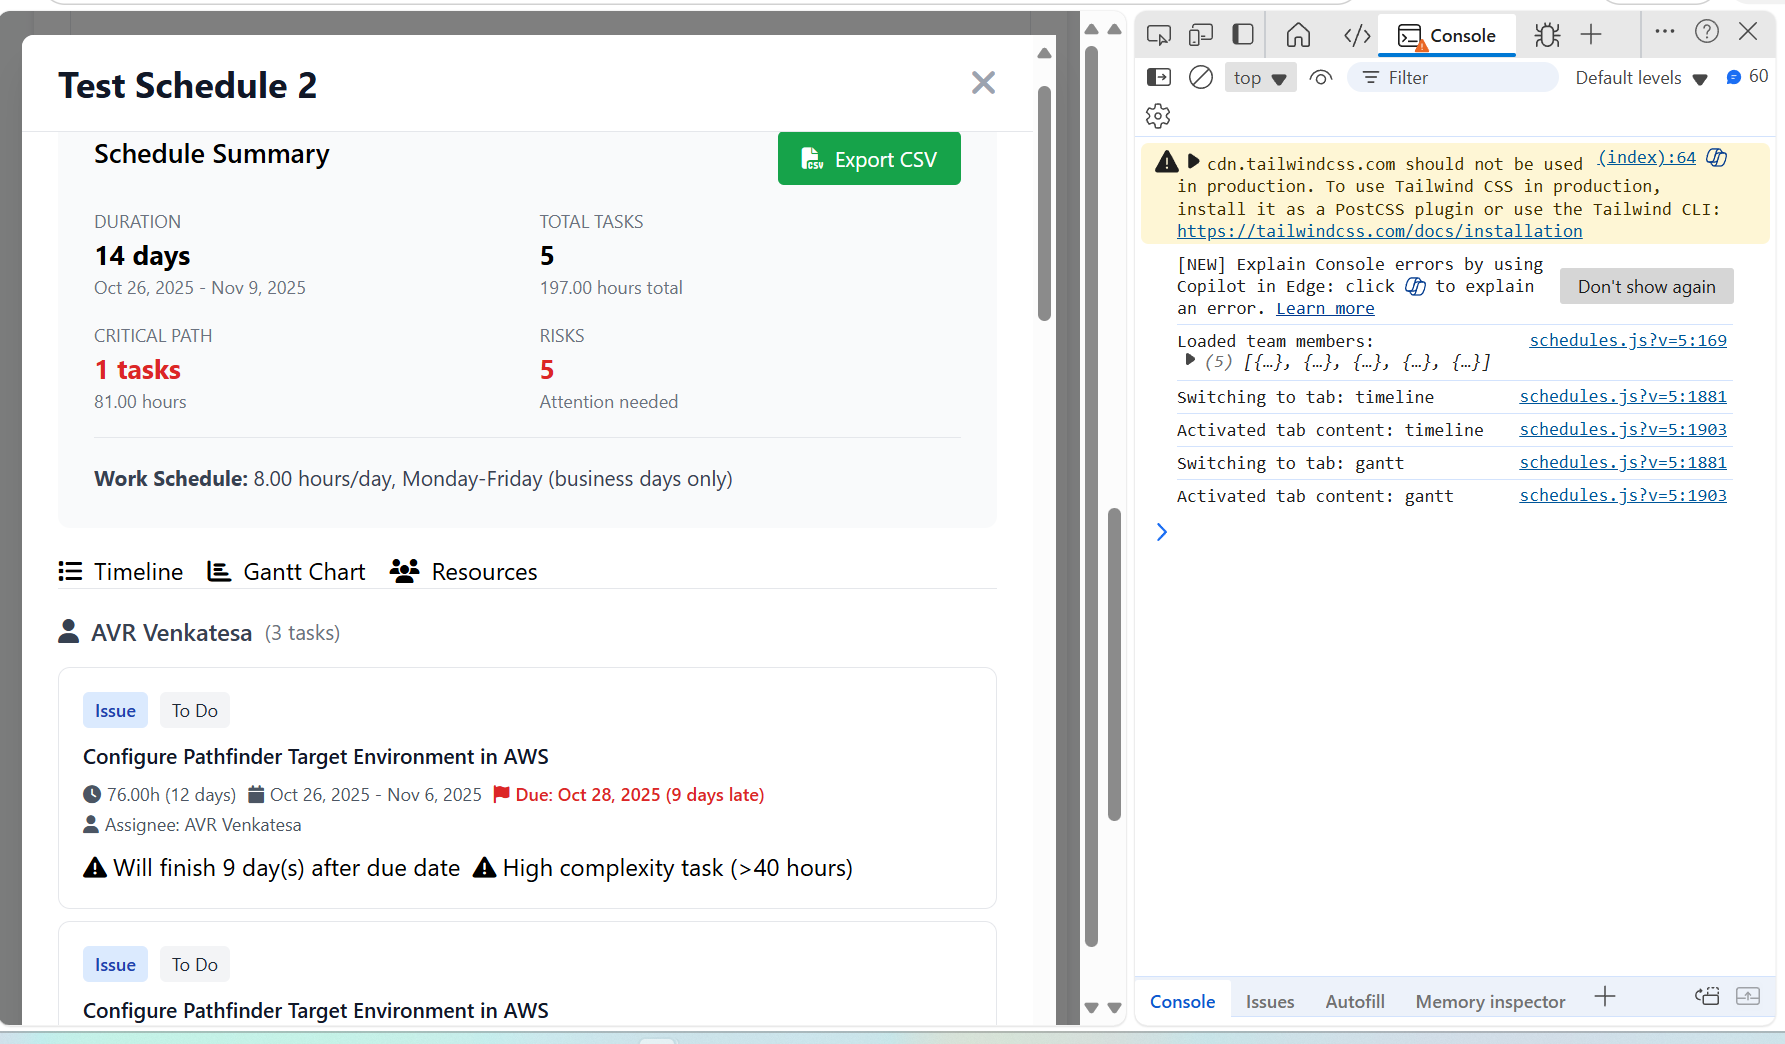 Test Schedule 2
Schedule Summary
Export CSV
DURATION
14 days
Oct 26, 2025 - Nov 9, 2025
TOTAL TASKS
5
197.00 hours total
CRITICAL PATH
1 tasks
81.00 hours
RISKS
5
Attention needed
Work Schedule: 8.00 hours/day, Monday-Friday (business days only)
Timeline
Gantt Chart
Resources
AVR Venkatesa (3 tasks)
Issue
To Do
Configure Pathfinder Target Environment in AWS
76.00h (12 days) Oct 26, 2025 - Nov 6, 2025 Due: Oct 28, 2025 (9 days late)
Assignee: AVR Venkatesa
Will finish 9 day(s) after due date High complexity task (>40 hours)
Issue
To Do
Configure Pathfinder Target Environment in AWS
Console
top
Filter
Default levels
60
cdn.tailwindcss.com should not be used (index):64
in production. To use Tailwind CSS in production,
install it as a PostCSS plugin or use the Tailwind CLI:
https://tailwindcss.com/docs/installation
[NEW] Explain Console errors by using
Copilot in Edge: click to explain
an error. Learn more
Don't show again
Loaded team members: schedules.js?v=5:169
(5) [{…}, {…}, {…}, {…}, {…}]
Switching to tab: timeline schedules.js?v=5:1881
Activated tab content: timeline schedules.js?v=5:1903
Switching to tab: gantt schedules.js?v=5:1881
Activated tab content: gantt schedules.js?v=5:1903
Console
Issues
Autofill
Memory inspector